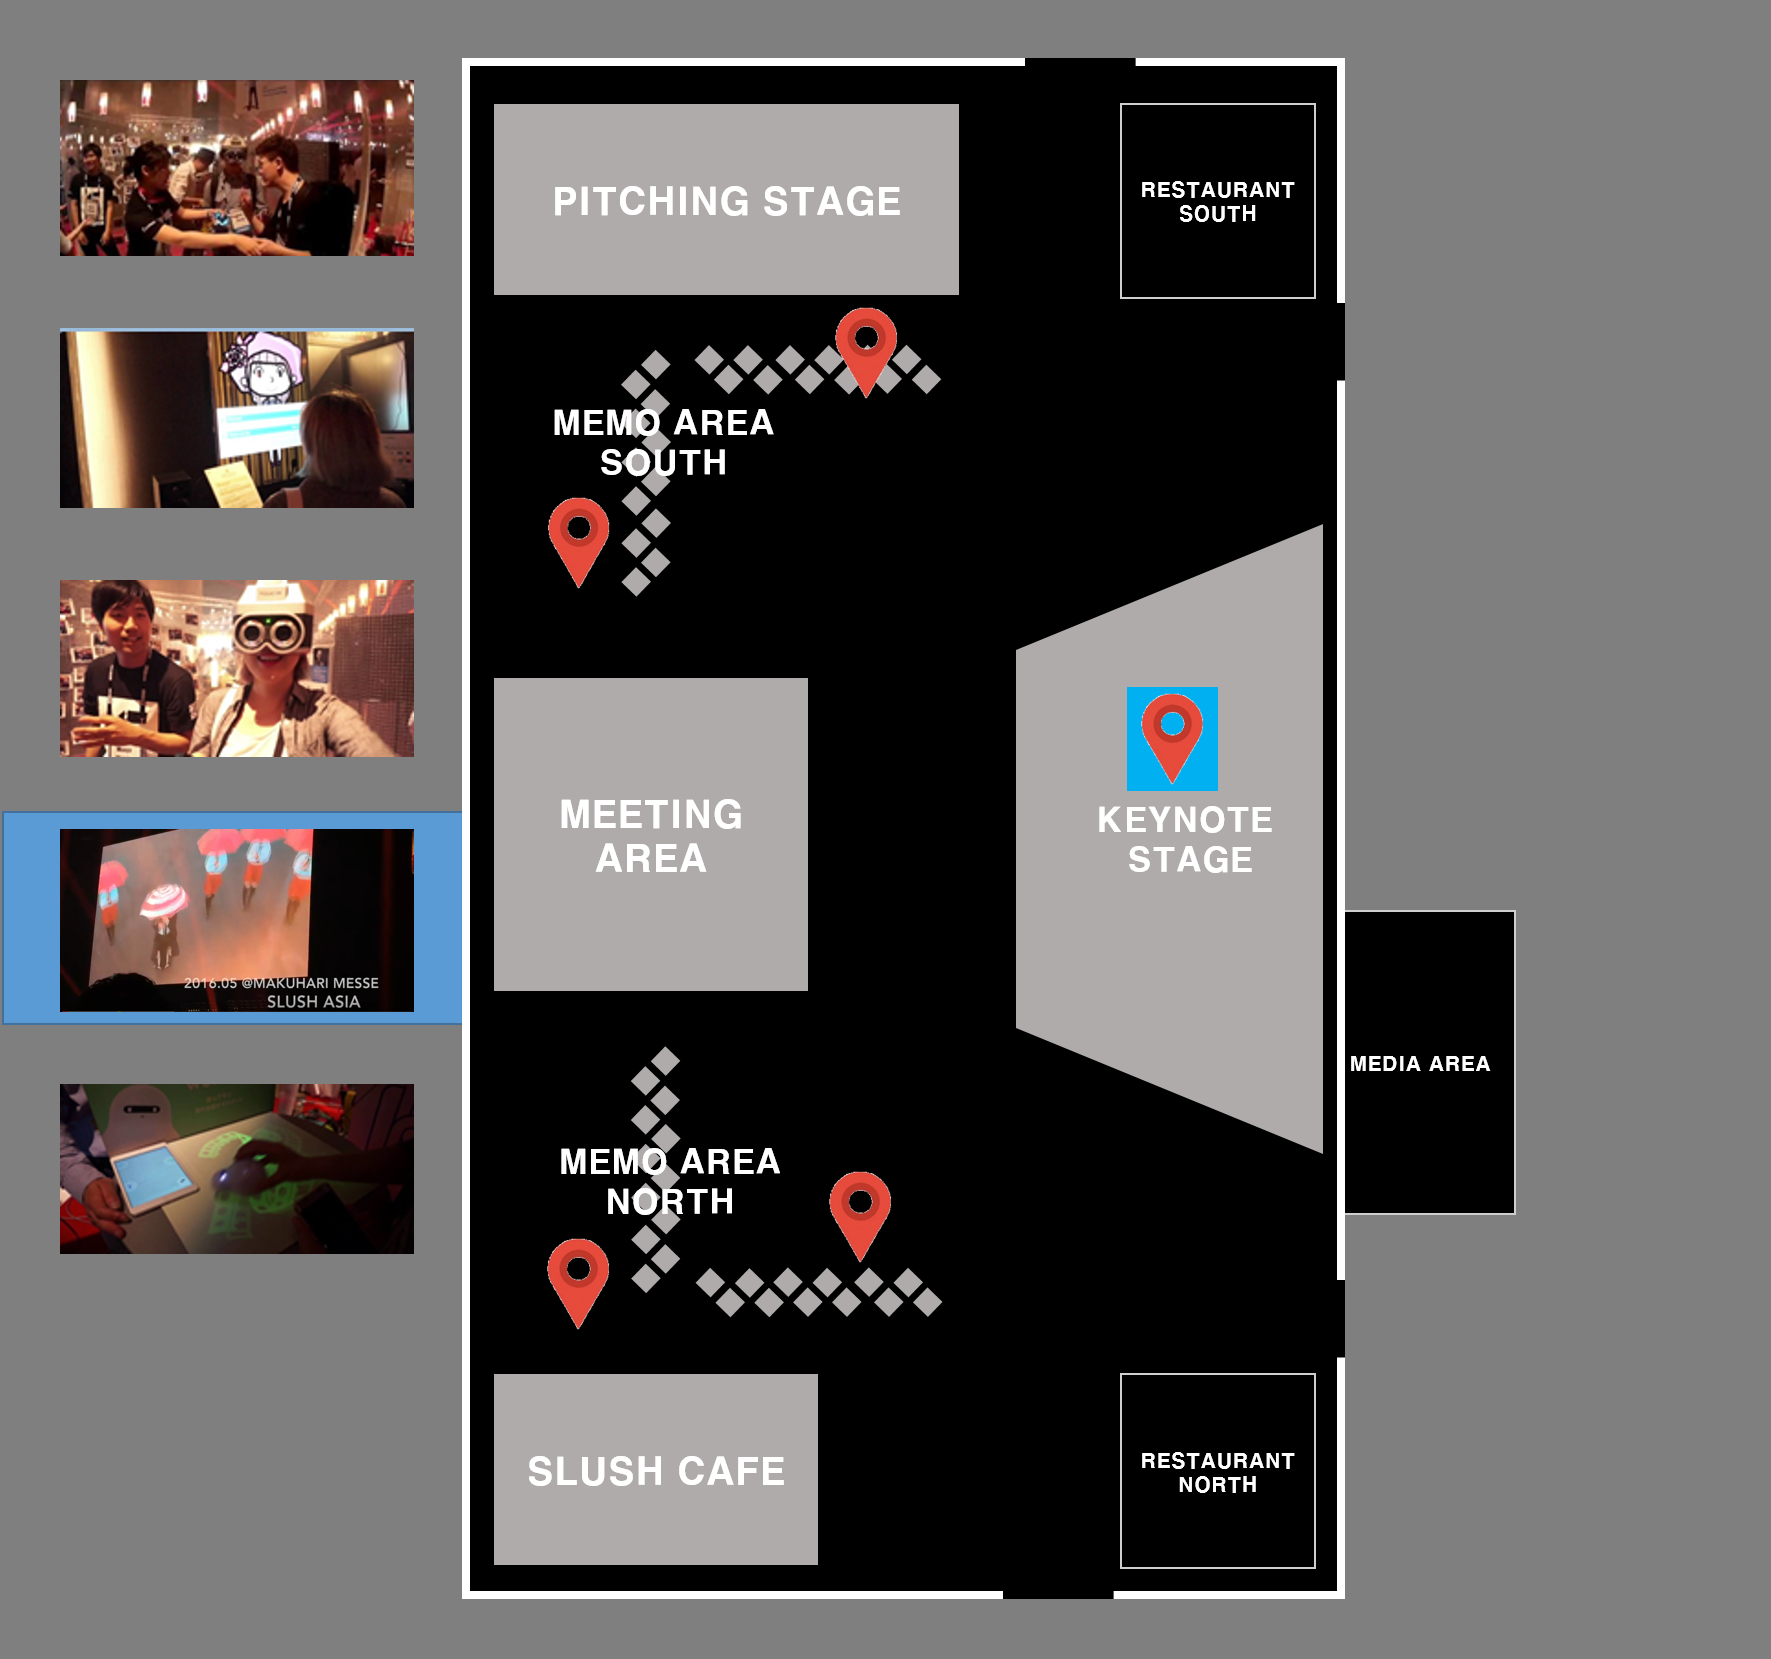 PITCHING STAGE
RESTAURANT
SOUTH
MEMO AREA
SOUTH
MEETING
AREA
KEYNOTE
STAGE
2016.05 @MAKUHARI MESSE
SLUSH ASIA
MEDIA AREA
MEMO AREA
NORTH
SLUSH CAFE
RESTAURANT
NORTH